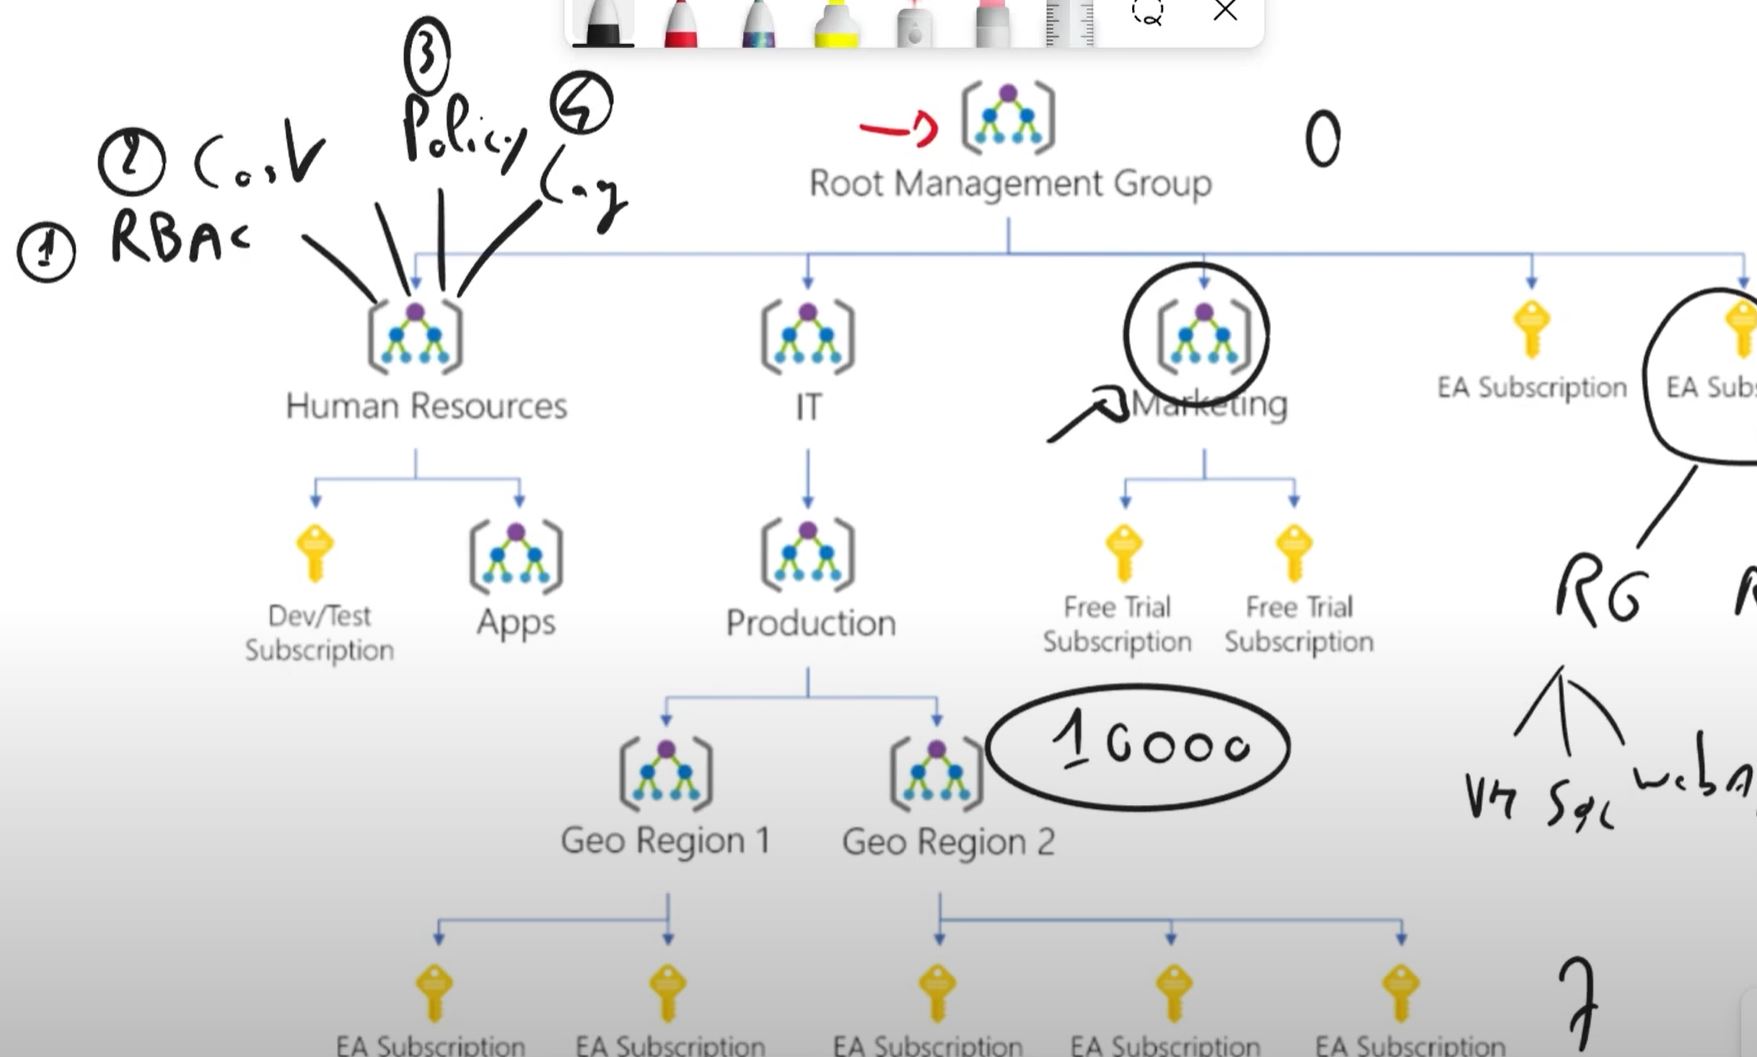 3
Policy
4
2 Cost
Log
1 RBAC
Root Management Group
0
Human Resources
IT
Marketing
EA Subscription
EA Subs
Dev/Test
Subscription
Apps
Production
Free Trial
Subscription
Free Trial
Subscription
RG
10000
VM SQL WebA
Geo Region 1
Geo Region 2
7
EA Subscription
EA Subscription
EA Subscription
EA Subscription
EA Subscription